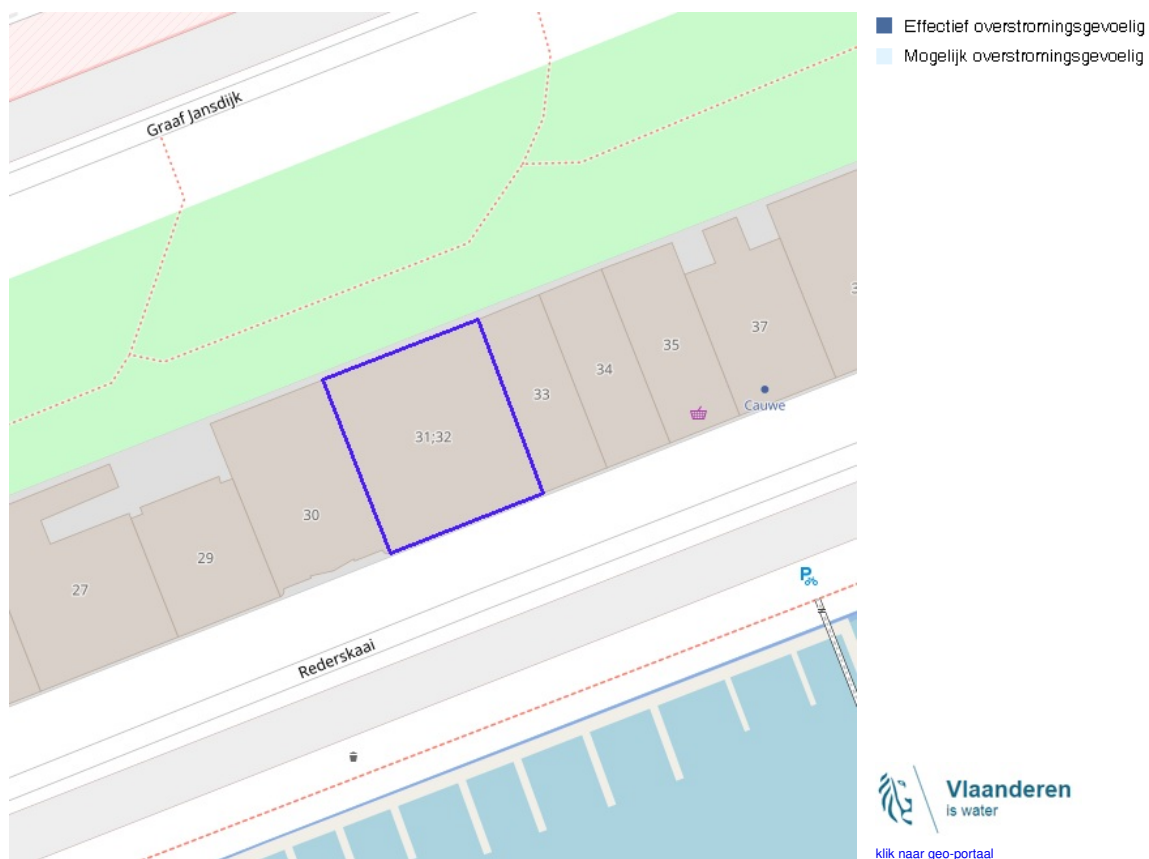 Effectief overstromingsgevoelig
Mogelijk overstromingsgevoelig
Graaf Jansdijk
37
35
34
33
31;32
Cauwe
30
29
27
P
Rederskaai
Vlaanderen
is water
klik naar geo-portaal